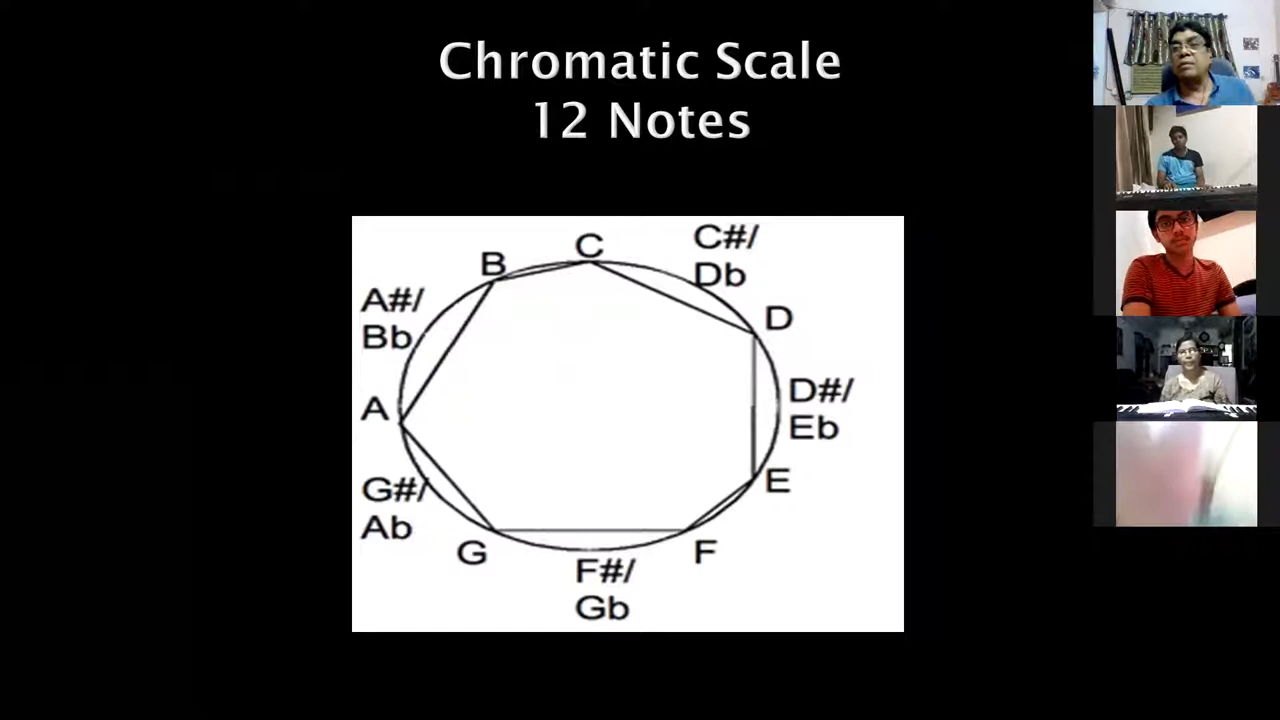 Chromatic Scale
12 Notes
C
C#/
Db
D
D#/
Eb
E
F
F#/
Gb
G
G#/
Ab
A
A#/
Bb
B